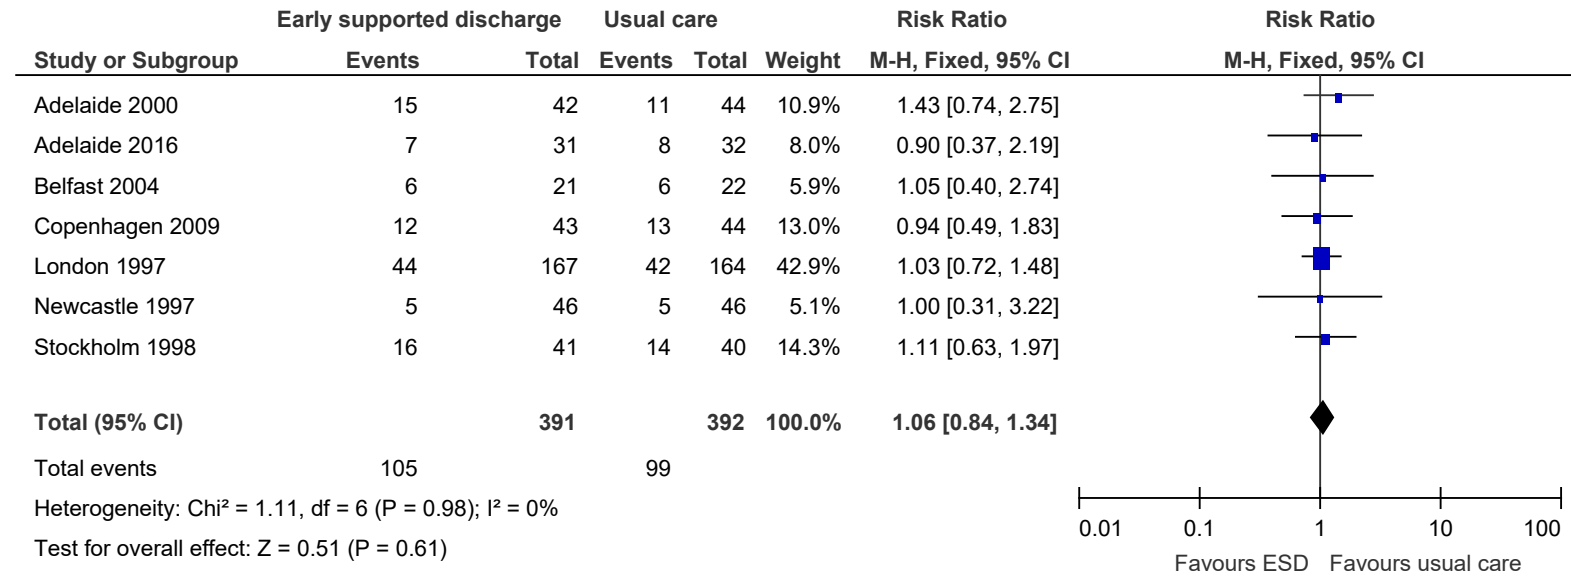 Early supported discharge Usual care Risk Ratio Risk Ratio
Study or Subgroup Events Total Events Total Weight M-H, Fixed, 95% CI M-H, Fixed, 95% CI
Adelaide 2000 15 42 11 44 10.9% 1.43 [0.74, 2.75]
Adelaide 2016 7 31 8 32 8.0% 0.90 [0.37, 2.19]
Belfast 2004 6 21 6 22 5.9% 1.05 [0.40, 2.74]
Copenhagen 2009 12 43 13 44 13.0% 0.94 [0.49, 1.83]
London 1997 44 167 42 164 42.9% 1.03 [0.72, 1.48]
Newcastle 1997 5 46 5 46 5.1% 1.00 [0.31, 3.22]
Stockholm 1998 16 41 14 40 14.3% 1.11 [0.63, 1.97]
Total (95% CI) 391 392 100.0% 1.06 [0.84, 1.34]
Total events 105 99
Heterogeneity: Chi² = 1.11, df = 6 (P = 0.98); I² = 0%
Test for overall effect: Z = 0.51 (P = 0.61)
0.01 0.1 1 10 100
Favours ESD Favours usual care